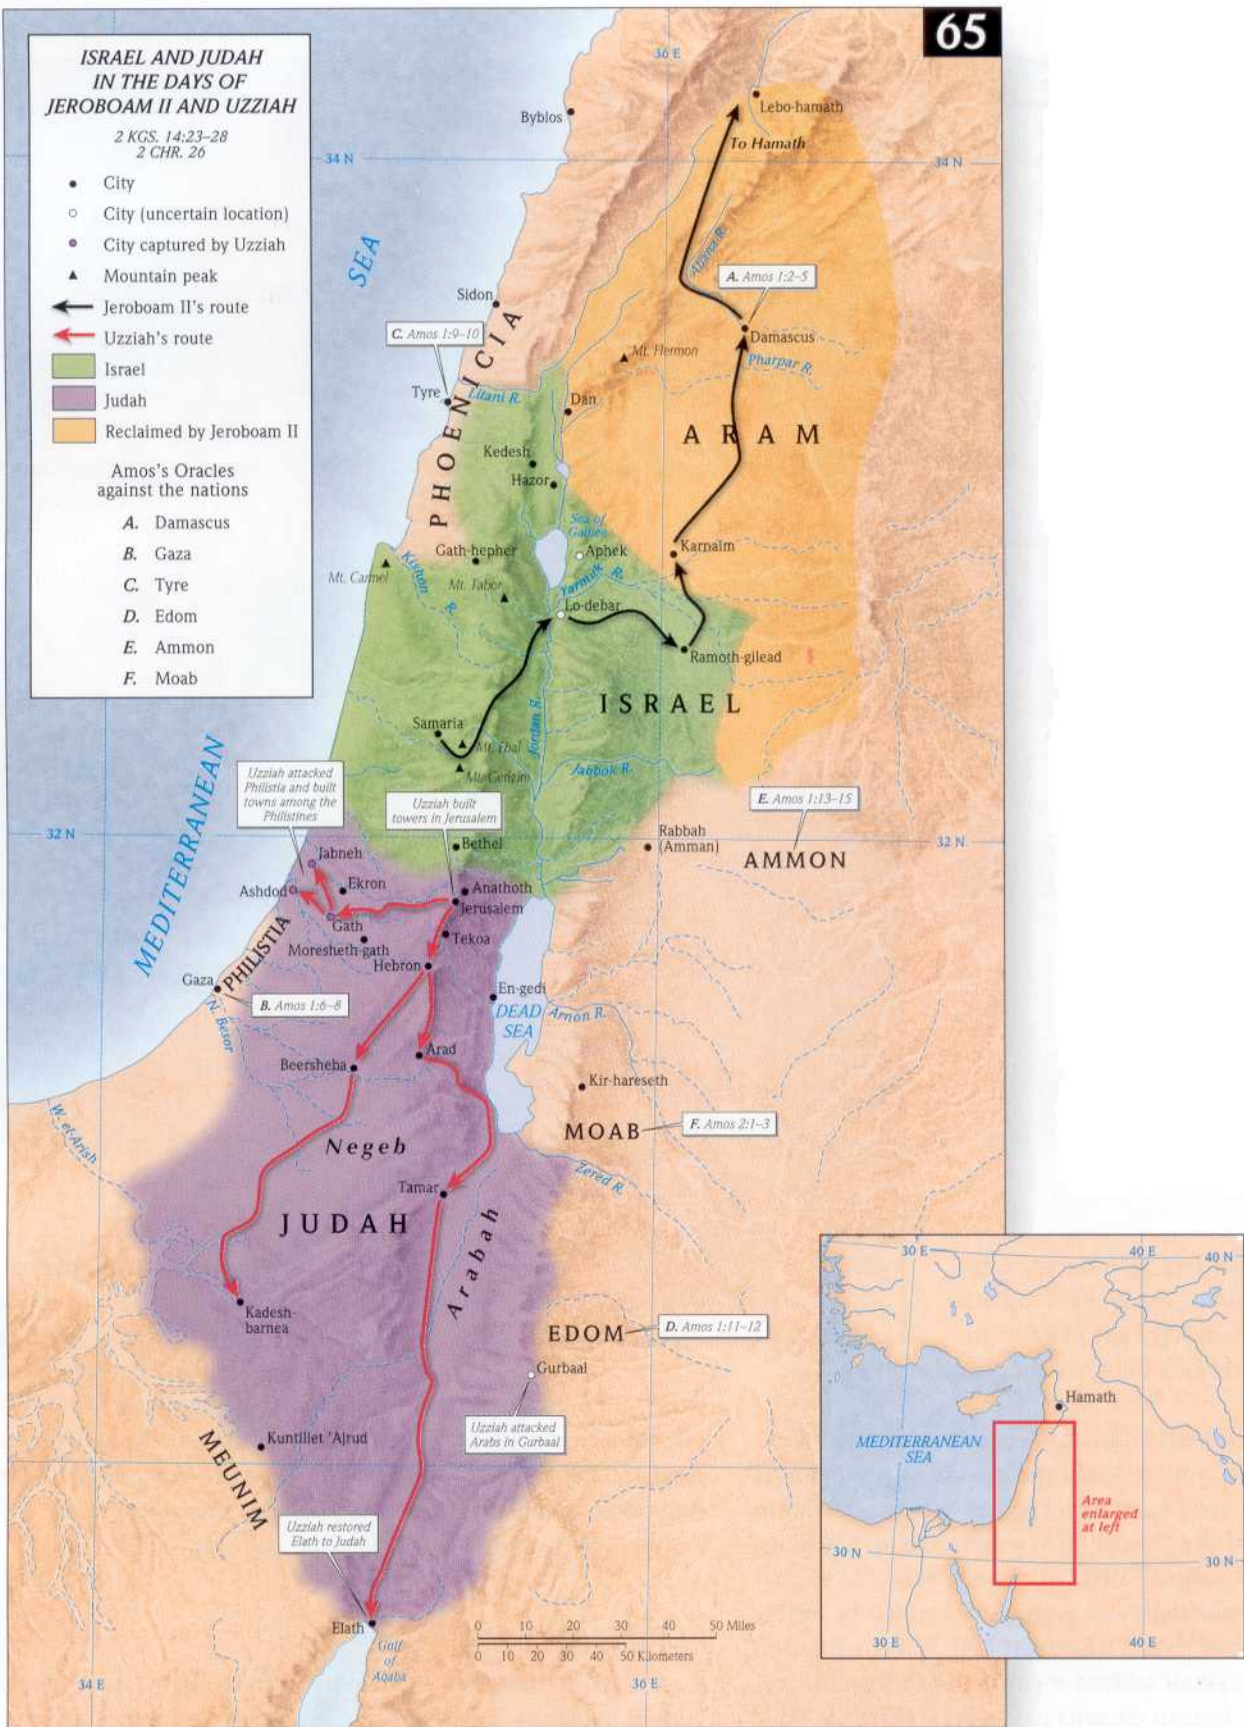 65
ISRAEL AND JUDAH
IN THE DAYS OF
JEROBOAM II AND UZZIAH
2 KGS. 14:23–28
2 CHR. 26
City
City (uncertain location)
City captured by Uzziah
Mountain peak
Jeroboam II's route
Uzziah's route
Israel
Judah
Reclaimed by Jeroboam II
Amos's Oracles
against the nations
A. Damascus
B. Gaza
C. Tyre
D. Edom
E. Ammon
F. Moab
36 E
Lebo-hamath
Byblos
To Hamath
34 N
34 N
SEA
Abana R.
A. Amos 1:2–5
Sidon
C. Amos 1:9–10
Damascus
Mt. Hermon
Pharpar R.
PHOENICIA
Tyre
Litani R.
Dan
ARAM
Kedesh
Hazor
Sea of
Galilee
Gath-hepher
Aphek
Karnaim
Mt. Carmel
Kishon R.
Mt. Tabor
Yarmuk R.
Lo-debar
Ramoth-gilead
ISRAEL
Samaria
Jordan R.
Mt. Ebal
Mt. Gerizim
Jabbok R.
MEDITERRANEAN
Uzziah attacked
Philistia and built
towns among the
Philistines
Uzziah built
towers in Jerusalem
E. Amos 1:13–15
32 N
32 N
Rabbah
(Amman)
AMMON
Bethel
Jabneh
Ashdod
Ekron
Anathoth
Jerusalem
Gath
Tekoa
Moresheth-gath
Hebron
PHILISTIA
Gaza
B. Amos 1:6–8
En-gedi
DEAD
SEA
Arnon R.
N. Besor
Arad
Beersheba
Kir-hareseth
W. el-Arish
MOAB
F. Amos 2:1–3
Negeb
Zered R.
Tamar
JUDAH
Arabah
Kadesh-
barnea
EDOM
D. Amos 1:11–12
Gurbaal
Uzziah attacked
Arabs in Gurbaal
Kuntillet 'Ajrud
MEUNIM
Uzziah restored
Elath to Judah
Elath
Gulf
of
Aqaba
0 10 20 30 40 50 Miles
0 10 20 30 40 50 Kilometers
34 E
36 E
30 E
40 E
40 N
Hamath
MEDITERRANEAN
SEA
Area
enlarged
at left
30 N
30 N
30 E
40 E